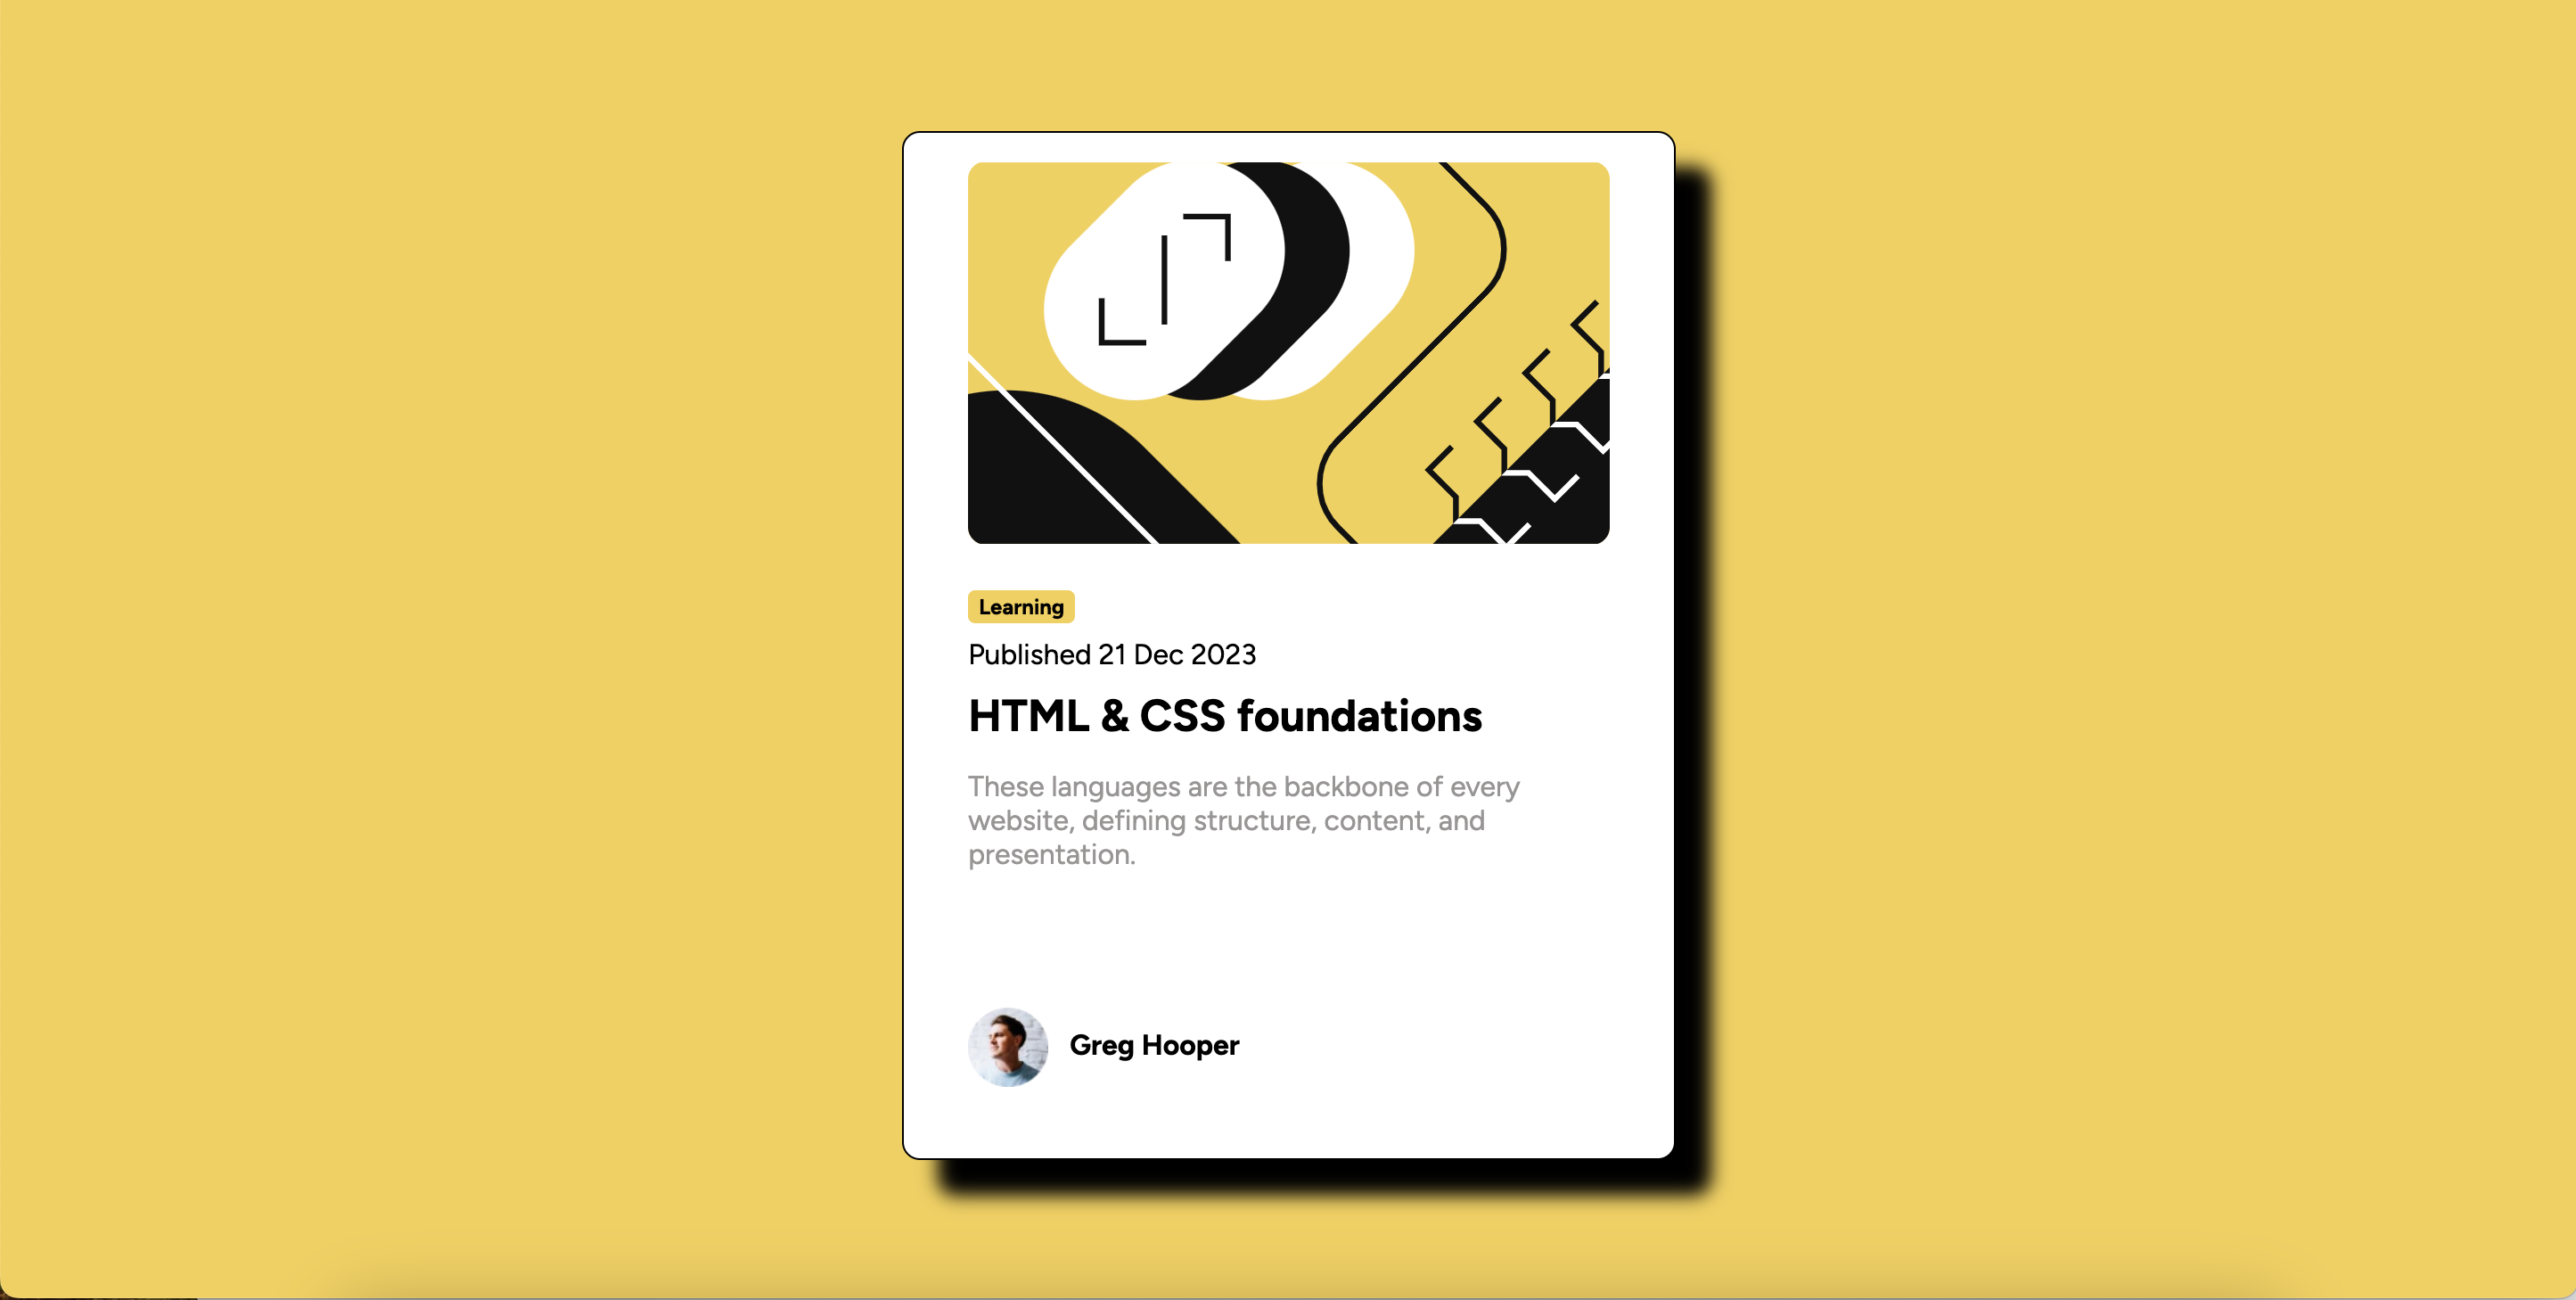 Learning
Published 21 Dec 2023
HTML & CSS foundations
These languages are the backbone of every
website, defining structure, content, and
presentation.
Greg Hooper